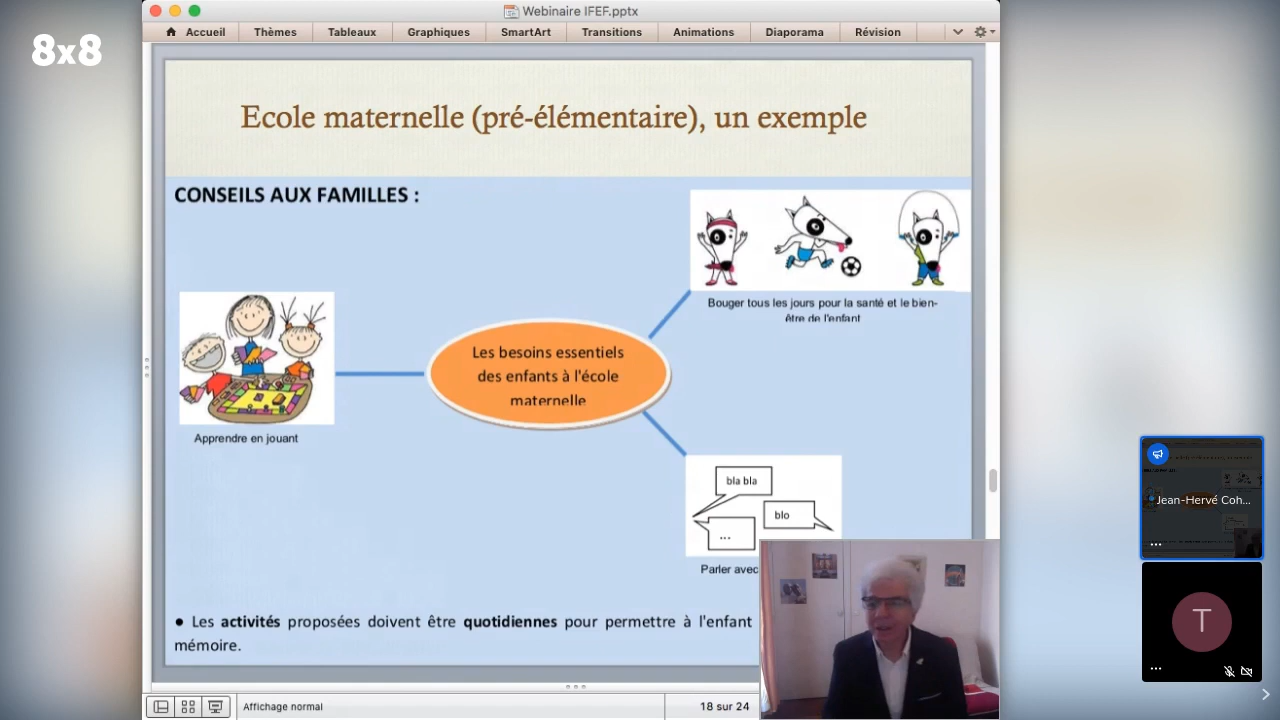 8x8
Webinaire IFEF.pptx
Accueil Thèmes Tableaux Graphiques SmartArt Transitions Animations Diaporama Révision
Ecole maternelle (pré-élémentaire), un exemple
CONSEILS AUX FAMILLES :
Bouger tous les jours pour la santé et le bien-
être de l'enfant
Les besoins essentiels
des enfants à l'école
maternelle
Apprendre en jouant
bla bla
blo
...
Parler avec
● Les activités proposées doivent être quotidiennes pour permettre à l'enfant
mémoire.
Affichage normal
18 sur 24
Jean-Hervé Coh...
T